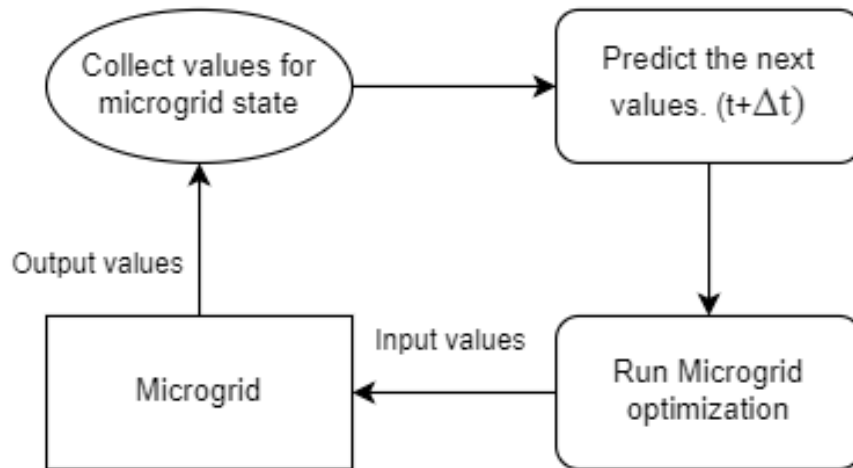 Collect values for
microgrid state
Predict the next
values. (t+Δt)
Output values
Input values
Microgrid
Run Microgrid
optimization